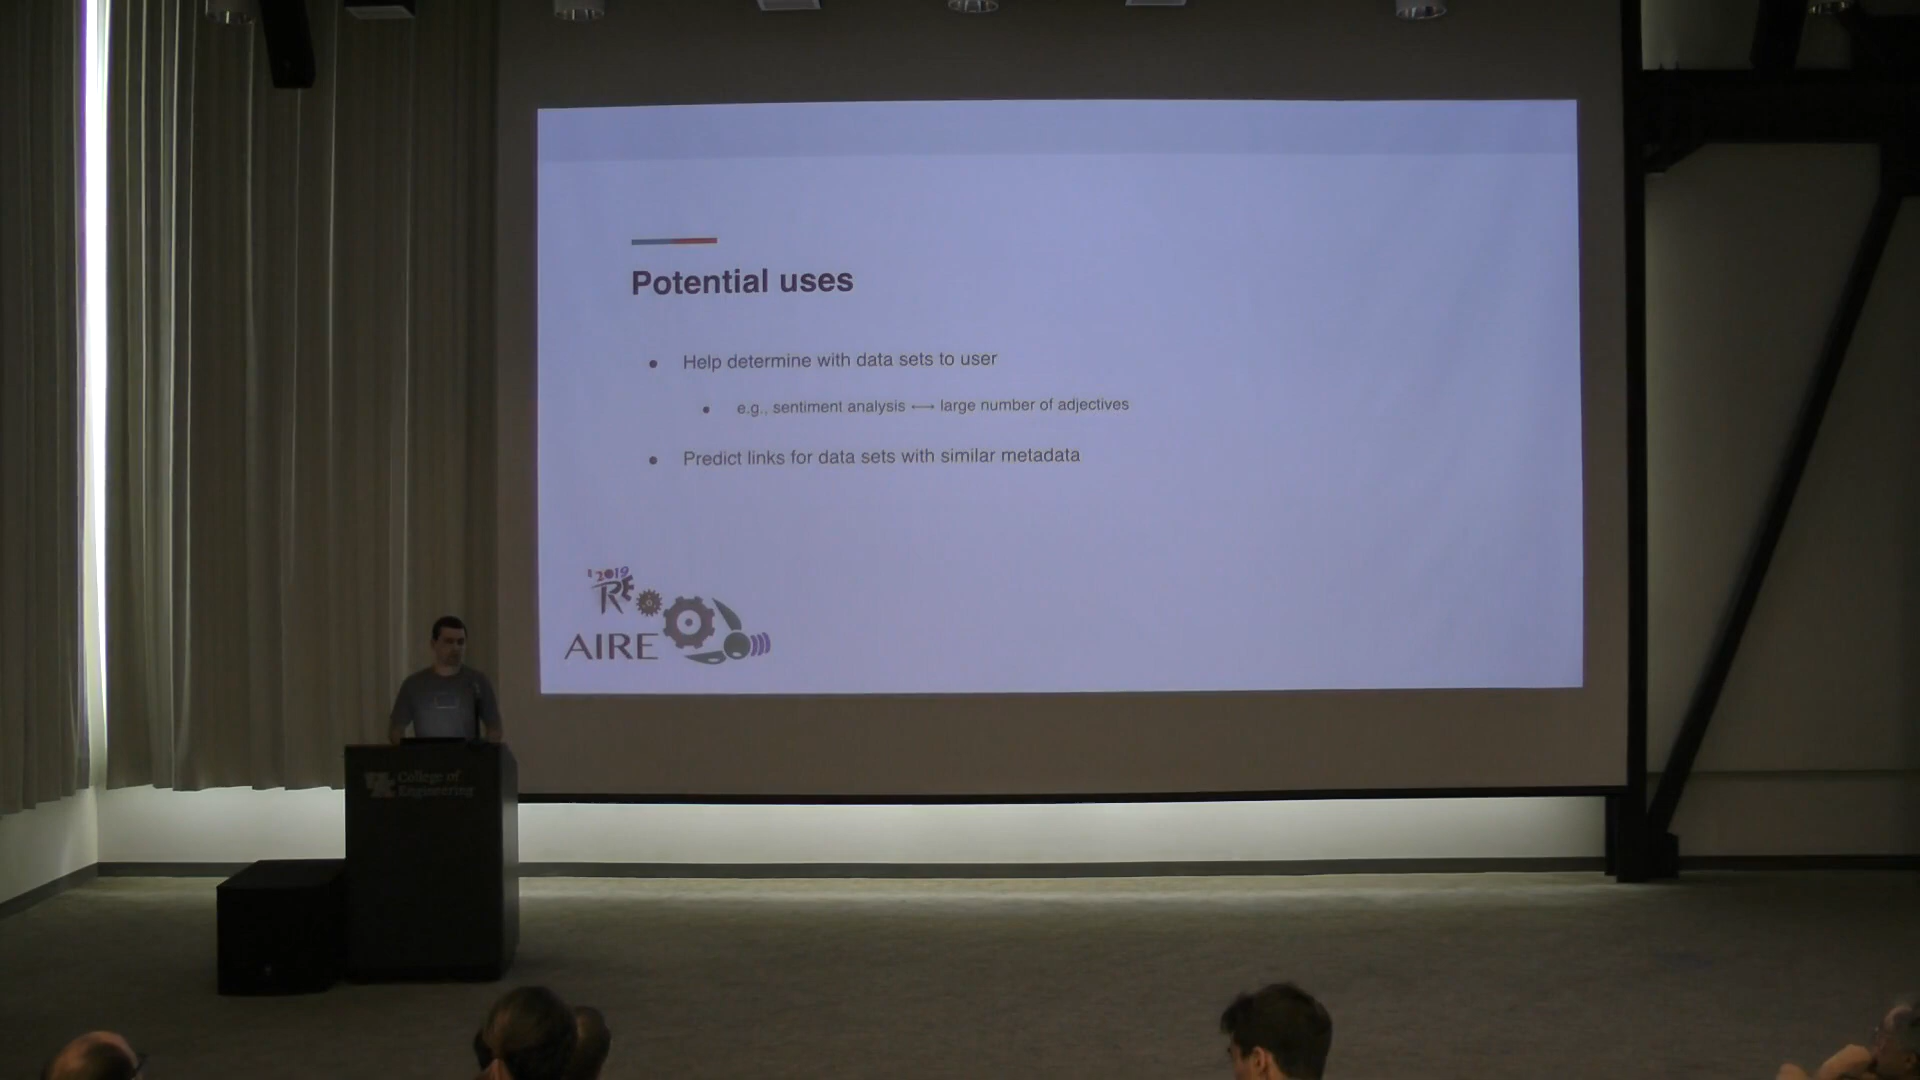 Potential uses
Help determine with data sets to user
e.g., sentiment analysis ⟷ large number of adjectives
Predict links for data sets with similar metadata
2019
RE
AIRE
College of
Engineering